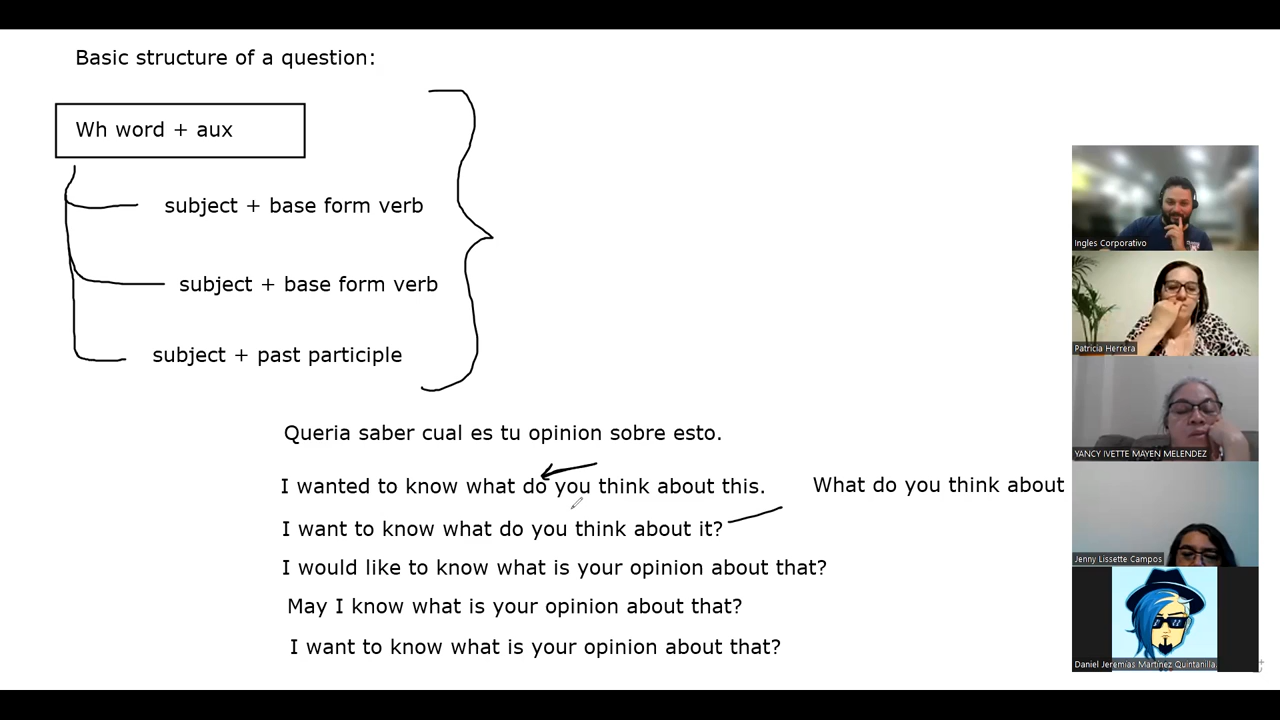 Basic structure of a question:
Wh word + aux
subject + base form verb
subject + base form verb
subject + past participle
Queria saber cual es tu opinion sobre esto.
I wanted to know what do you think about this.
What do you think about
I want to know what do you think about it?
I would like to know what is your opinion about that?
May I know what is your opinion about that?
I want to know what is your opinion about that?
Ingles Corporativo
Patricia Herrera
YANCY IVETTE MAYEN MELENDEZ
Jenny Lissette Campos
Daniel Jeremías Martínez Quintanilla